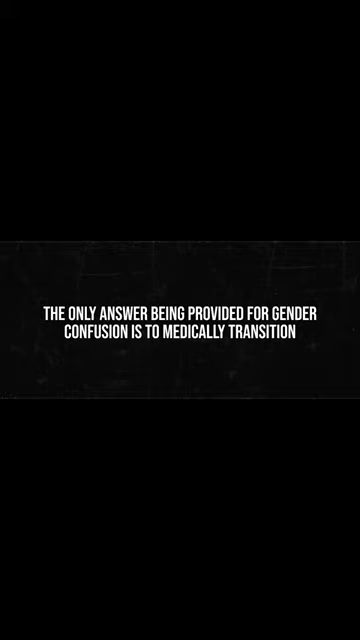 THE ONLY ANSWER BEING PROVIDED FOR GENDER
CONFUSION IS TO MEDICALLY TRANSITION